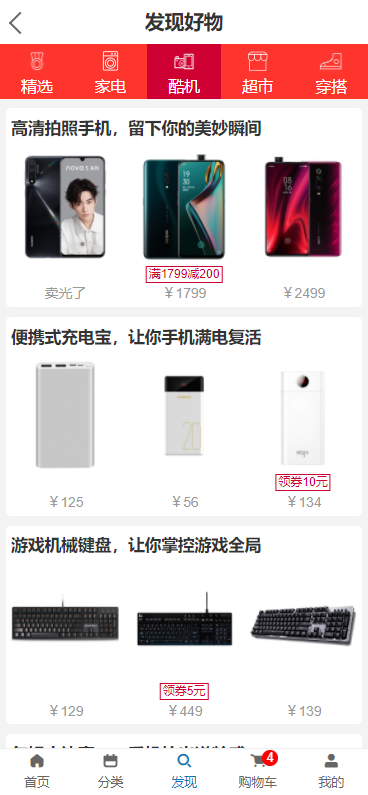 发现好物
精选 家电 酷机 超市 穿搭
高清拍照手机，留下你的美妙瞬间
nova 5
19
30
08:16
满1799减200
卖光了 ￥1799 ￥2499
便携式充电宝，让你手机满电复活
20
aigo
领券10元
￥125 ￥56 ￥134
游戏机械键盘，让你掌控游戏全局
领券5元
￥129 ￥449 ￥139
4
首页 分类 发现 购物车 我的